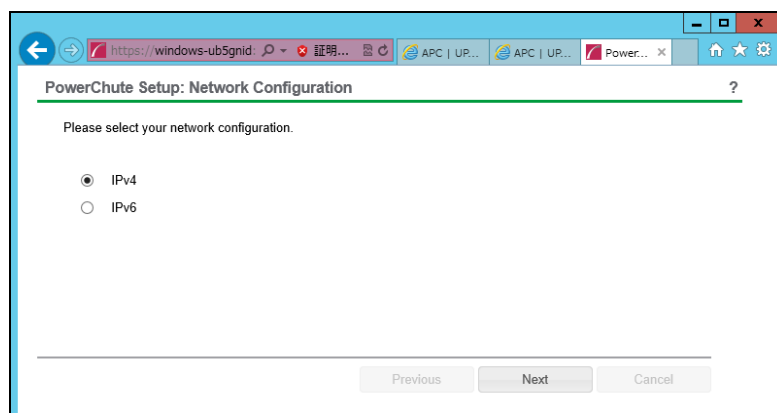 https://windows-ub5gnid: 証明... APC | UP... APC | UP... Power...
PowerChute Setup: Network Configuration ?
Please select your network configuration.
IPv4
IPv6
Previous Next Cancel